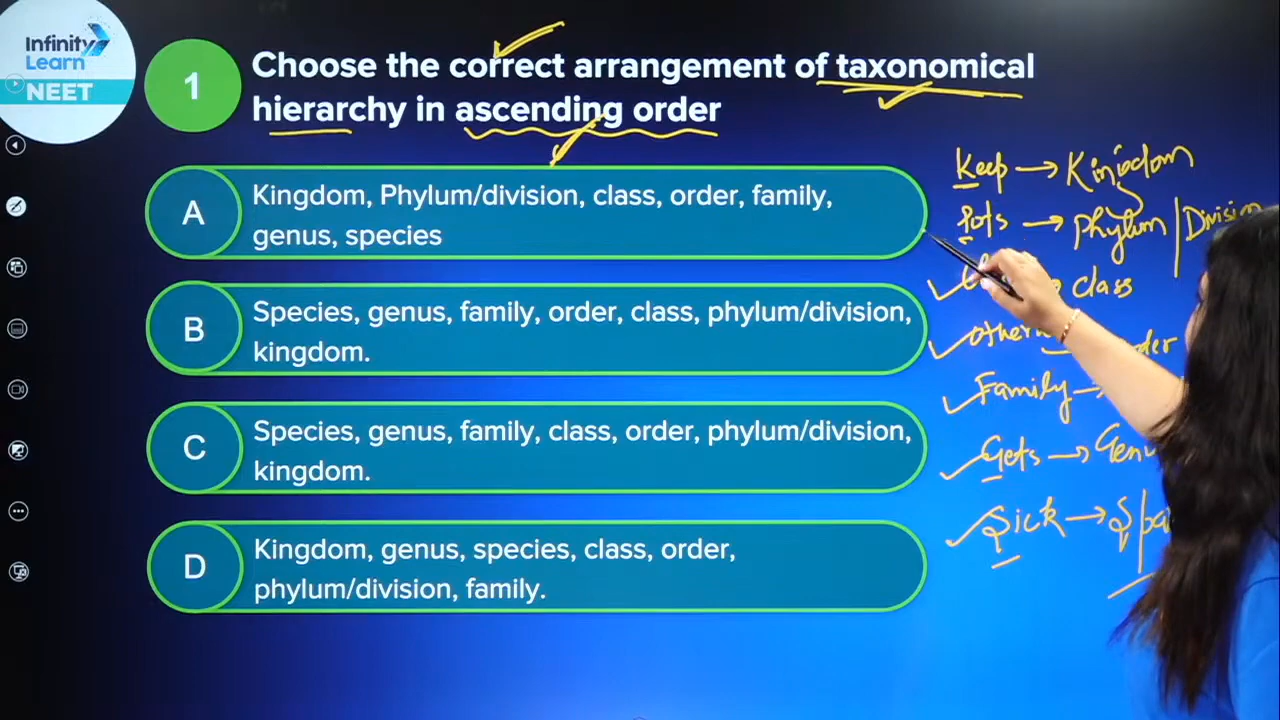 Infinity
Learn
NEET
1
Choose the correct arrangement of taxonomical
hierarchy in ascending order
A
Kingdom, Phylum/division, class, order, family,
genus, species
B
Species, genus, family, order, class, phylum/division,
kingdom.
C
Species, genus, family, class, order, phylum/division,
kingdom.
D
Kingdom, genus, species, class, order,
phylum/division, family.
Keep → Kingdom
Pots → Phylum/Division
class
Family →
Gets →
Sick →